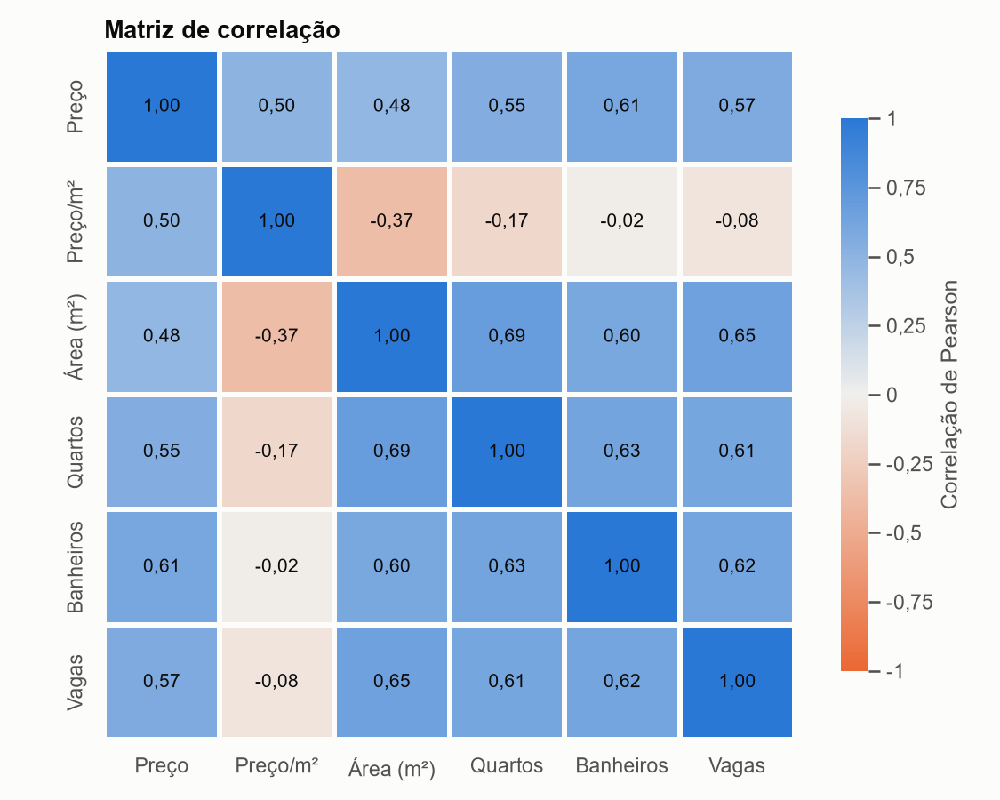 Matriz de correlação
Preço 1,00 0,50 0,48 0,55 0,61 0,57
Preço/m² 0,50 1,00 -0,37 -0,17 -0,02 -0,08
Área (m²) 0,48 -0,37 1,00 0,69 0,60 0,65
Quartos 0,55 -0,17 0,69 1,00 0,63 0,61
Banheiros 0,61 -0,02 0,60 0,63 1,00 0,62
Vagas 0,57 -0,08 0,65 0,61 0,62 1,00
Preço Preço/m² Área (m²) Quartos Banheiros Vagas
1
0,75
0,5
0,25
0
-0,25
-0,5
-0,75
-1
Correlação de Pearson